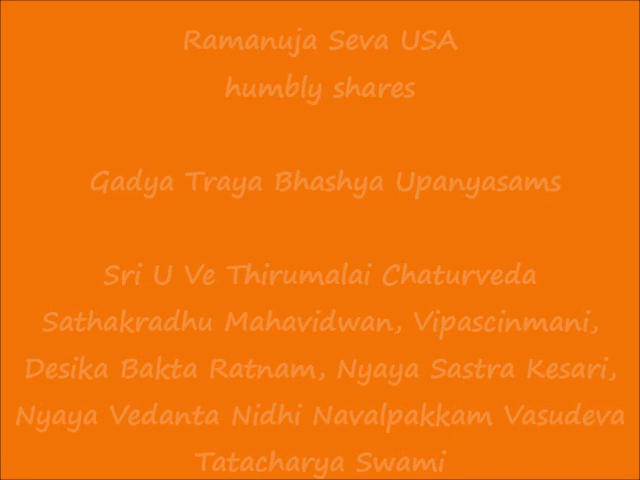 Ramanuja Seva USA
humbly shares
Gadya Traya Bhashya Upanyasams
Sri U Ve Thirumalai Chaturveda
Sathakradhu Mahavidwan, Vipascinmani,
Desika Bakta Ratnam, Nyaya Sastra Kesari,
Nyaya Vedanta Nidhi Navalpakkam Vasudeva
Tatacharya Swami